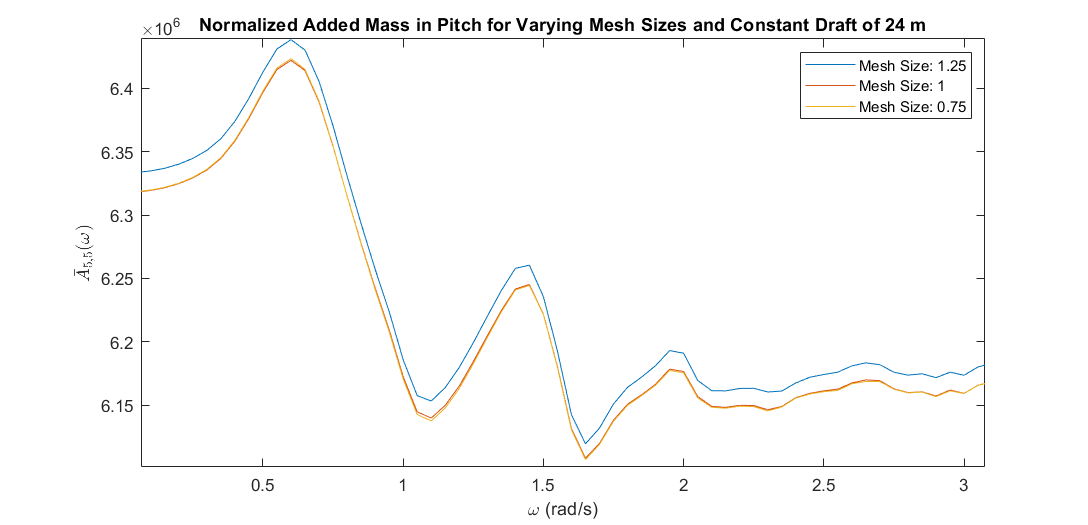 Normalized Added Mass in Pitch for Varying Mesh Sizes and Constant Draft of 24 m
×10⁶
Mesh Size: 1.25
Mesh Size: 1
Mesh Size: 0.75
6.4
6.35
6.3
6.25
6.2
6.15
Ā₅,₅(ω)
0.5
1
1.5
2
2.5
3
ω (rad/s)